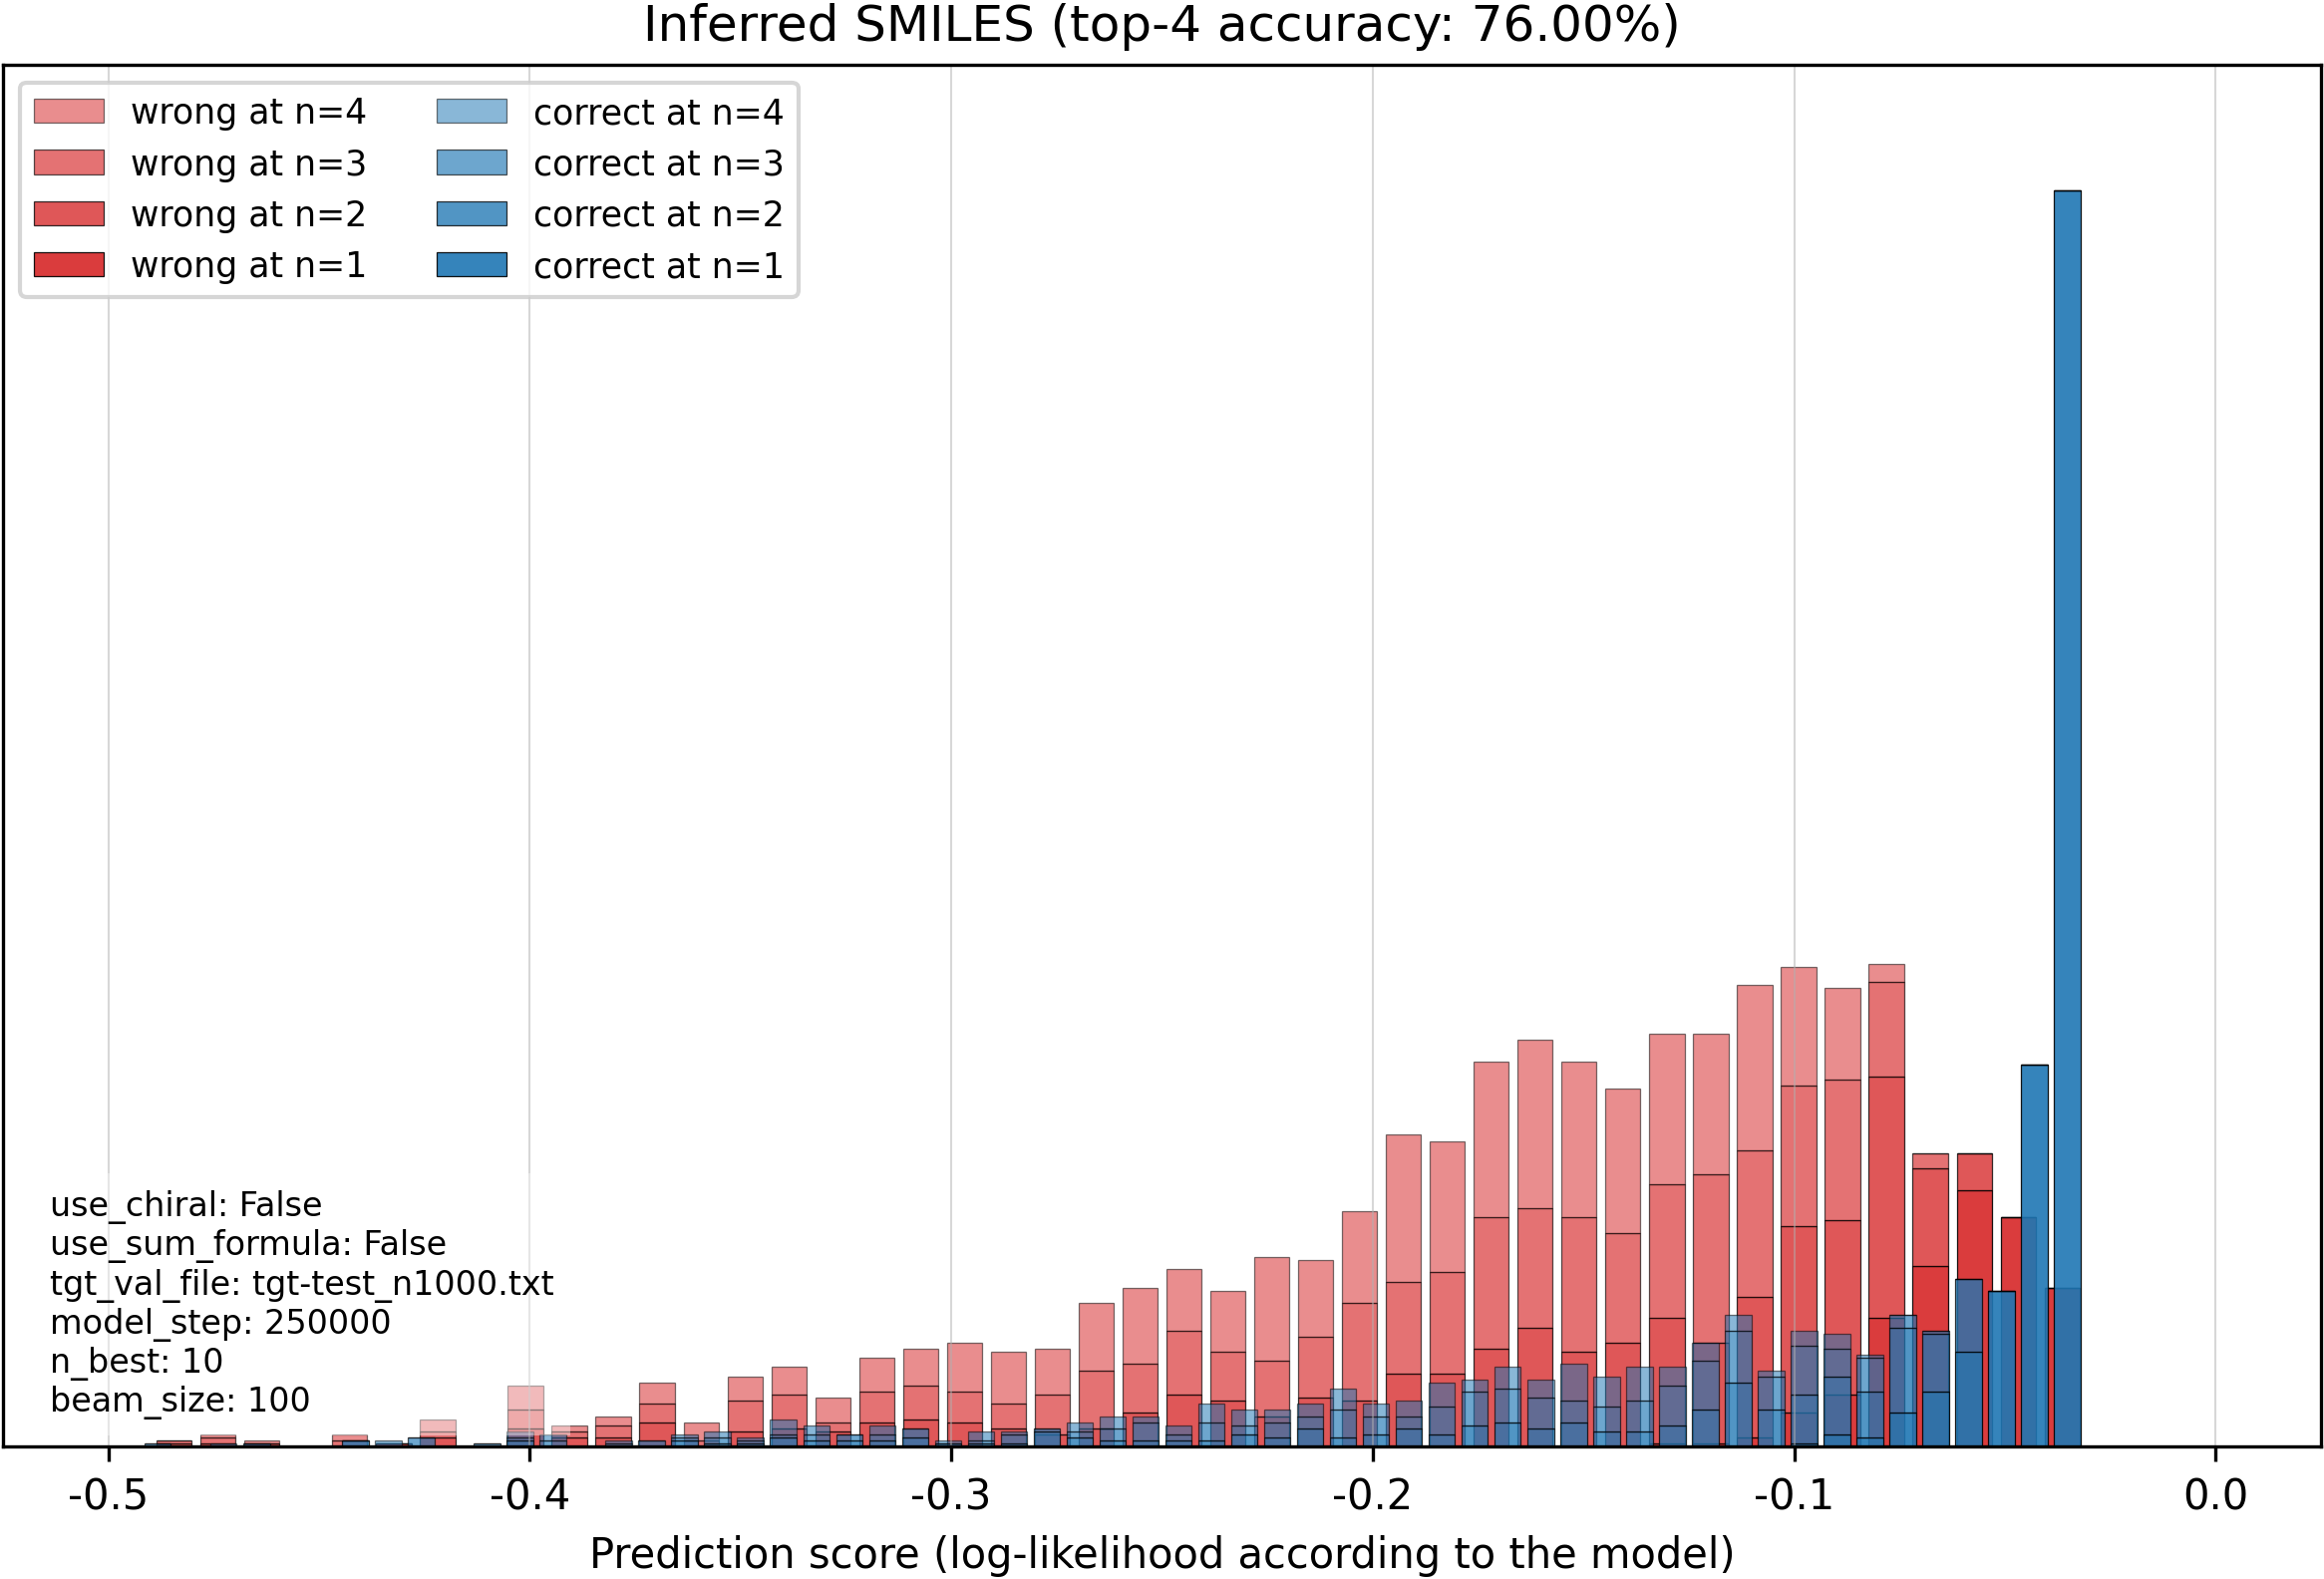 Inferred SMILES (top-4 accuracy: 76.00%)
wrong at n=4
wrong at n=3
wrong at n=2
wrong at n=1
correct at n=4
correct at n=3
correct at n=2
correct at n=1
use_chiral: False
use_sum_formula: False
tgt_val_file: tgt-test_n1000.txt
model_step: 250000
n_best: 10
beam_size: 100
-0.5 -0.4 -0.3 -0.2 -0.1 0.0
Prediction score (log-likelihood according to the model)